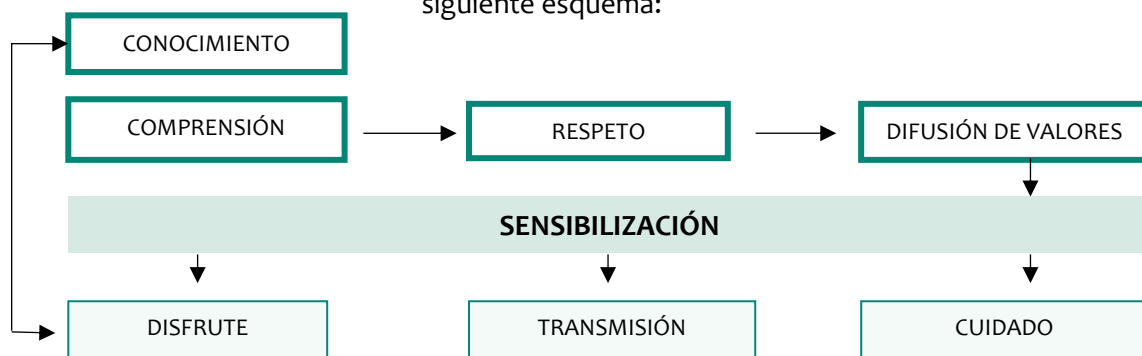 siguiente esquema:
CONOCIMIENTO
COMPRENSIÓN
RESPETO
DIFUSIÓN DE VALORES
SENSIBILIZACIÓN
DISFRUTE
TRANSMISIÓN
CUIDADO